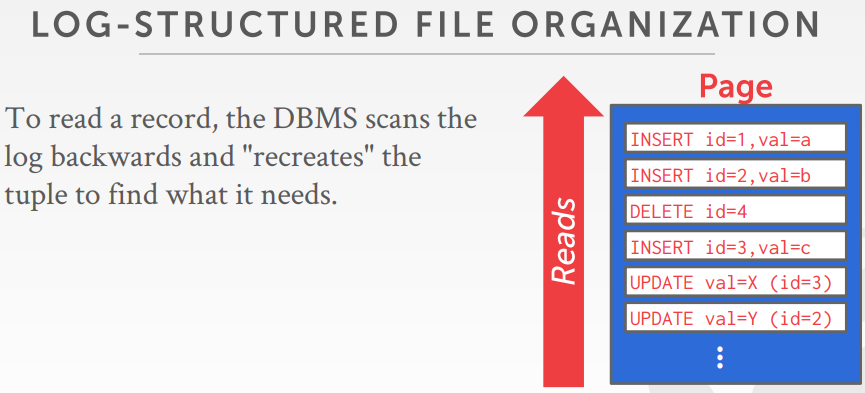 LOG-STRUCTURED FILE ORGANIZATION
To read a record, the DBMS scans the
log backwards and "recreates" the
tuple to find what it needs.
Reads
Page
INSERT id=1,val=a
INSERT id=2,val=b
DELETE id=4
INSERT id=3,val=c
UPDATE val=X (id=3)
UPDATE val=Y (id=2)
⋮